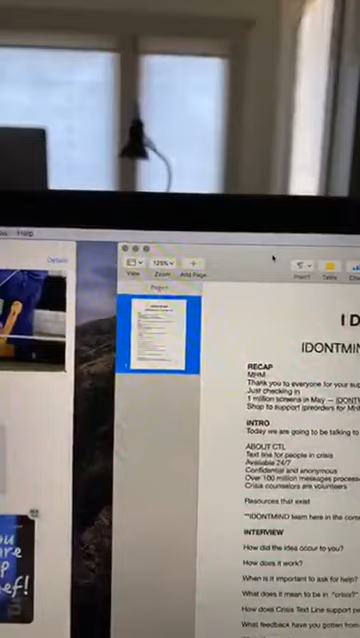 Help
Details
125%
View
Zoom
Add Page
Insert
Table
I D
IDONTMIN
RECAP
MHM
Thank you to everyone for your sup
Just checking in
1 million screens in May — IDONT
Shop to support (preorders for MH
INTRO
Today we are going to be talking to
ABOUT CTL
Text line for people in crisis
Available 24/7
Confidential and anonymous
Over 100 million messages process
Crisis counselors are volunteers
Resources that exist
**IDONTMIND team here in the com
INTERVIEW
How did the idea occur to you?
How does it work?
When is it important to ask for help?
What does it mean to be in "crisis?"
How does Crisis Text Line support pe
What feedback have you gotten from
ef!